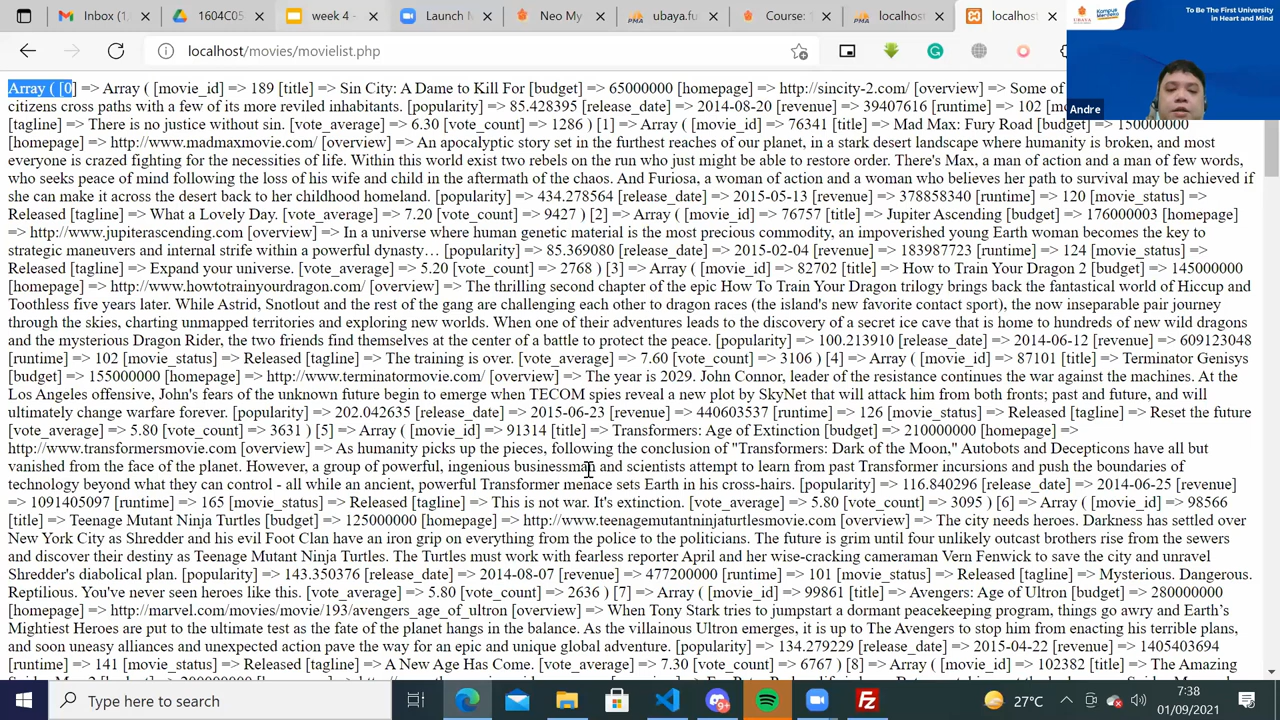 Inbox (1,
1604C05
week 4 -
Launch M
Neo M
ubaya.fu
Course:
localhos
localhos
UBAYA
Kampus Merdeka
To Be The First University
in Heart and Mind
localhost/movies/movielist.php
Andre
Array ( [0] => Array ( [movie_id] => 189 [title] => Sin City: A Dame to Kill For [budget] => 65000000 [homepage] => http://sincity-2.com/ [overview] => Some of
citizens cross paths with a few of its more reviled inhabitants. [popularity] => 85.428395 [release_date] => 2014-08-20 [revenue] => 39407616 [runtime] => 102
[tagline] => There is no justice without sin. [vote_average] => 6.30 [vote_count] => 1286 ) [1] => Array ( [movie_id] => 76341 [title] => Mad Max: Fury Road [budget] => 150000000
[homepage] => http://www.madmaxmovie.com/ [overview] => An apocalyptic story set in the furthest reaches of our planet, in a stark desert landscape where humanity is broken, and most
everyone is crazed fighting for the necessities of life. Within this world exist two rebels on the run who just might be able to restore order. There's Max, a man of action and a man of few words,
who seeks peace of mind following the loss of his wife and child in the aftermath of the chaos. And Furiosa, a woman of action and a woman who believes her path to survival may be achieved if
she can make it across the desert back to her childhood homeland. [popularity] => 434.278564 [release_date] => 2015-05-13 [revenue] => 378858340 [runtime] => 120 [movie_status] =>
Released [tagline] => What a Lovely Day. [vote_average] => 7.20 [vote_count] => 9427 ) [2] => Array ( [movie_id] => 76757 [title] => Jupiter Ascending [budget] => 176000003 [homepage]
=> http://www.jupiterascending.com [overview] => In a universe where human genetic material is the most precious commodity, an impoverished young Earth woman becomes the key to
strategic maneuvers and internal strife within a powerful dynasty… [popularity] => 85.369080 [release_date] => 2015-02-04 [revenue] => 183987723 [runtime] => 124 [movie_status] =>
Released [tagline] => Expand your universe. [vote_average] => 5.20 [vote_count] => 2768 ) [3] => Array ( [movie_id] => 82702 [title] => How to Train Your Dragon 2 [budget] => 145000000
[homepage] => http://www.howtotrainyourdragon.com/ [overview] => The thrilling second chapter of the epic How To Train Your Dragon trilogy brings back the fantastical world of Hiccup and
Toothless five years later. While Astrid, Snotlout and the rest of the gang are challenging each other to dragon races (the island's new favorite contact sport), the now inseparable pair journey
through the skies, charting unmapped territories and exploring new worlds. When one of their adventures leads to the discovery of a secret ice cave that is home to hundreds of new wild dragons
and the mysterious Dragon Rider, the two friends find themselves at the center of a battle to protect the peace. [popularity] => 100.213910 [release_date] => 2014-06-12 [revenue] => 609123048
[runtime] => 102 [movie_status] => Released [tagline] => The training is over. [vote_average] => 7.60 [vote_count] => 3106 ) [4] => Array ( [movie_id] => 87101 [title] => Terminator Genisys
[budget] => 155000000 [homepage] => http://www.terminatormovie.com/ [overview] => The year is 2029. John Connor, leader of the resistance continues the war against the machines. At the
Los Angeles offensive, John's fears of the unknown future begin to emerge when TECOM spies reveal a new plot by SkyNet that will attack him from both fronts; past and future, and will
ultimately change warfare forever. [popularity] => 202.042635 [release_date] => 2015-06-23 [revenue] => 440603537 [runtime] => 126 [movie_status] => Released [tagline] => Reset the future
[vote_average] => 5.80 [vote_count] => 3631 ) [5] => Array ( [movie_id] => 91314 [title] => Transformers: Age of Extinction [budget] => 210000000 [homepage] =>
http://www.transformersmovie.com [overview] => As humanity picks up the pieces, following the conclusion of "Transformers: Dark of the Moon," Autobots and Decepticons have all but
vanished from the face of the planet. However, a group of powerful, ingenious businessman and scientists attempt to learn from past Transformer incursions and push the boundaries of
technology beyond what they can control - all while an ancient, powerful Transformer menace sets Earth in his cross-hairs. [popularity] => 116.840296 [release_date] => 2014-06-25 [revenue]
=> 1091405097 [runtime] => 165 [movie_status] => Released [tagline] => This is not war. It's extinction. [vote_average] => 5.80 [vote_count] => 3095 ) [6] => Array ( [movie_id] => 98566
[title] => Teenage Mutant Ninja Turtles [budget] => 125000000 [homepage] => http://www.teenagemutantninjaturtlesmovie.com [overview] => The city needs heroes. Darkness has settled over
New York City as Shredder and his evil Foot Clan have an iron grip on everything from the police to the politicians. The future is grim until four unlikely outcast brothers rise from the sewers
and discover their destiny as Teenage Mutant Ninja Turtles. The Turtles must work with fearless reporter April and her wise-cracking cameraman Vern Fenwick to save the city and unravel
Shredder's diabolical plan. [popularity] => 143.350376 [release_date] => 2014-08-07 [revenue] => 477200000 [runtime] => 101 [movie_status] => Released [tagline] => Mysterious. Dangerous.
Reptilious. You've never seen heroes like this. [vote_average] => 5.80 [vote_count] => 2636 ) [7] => Array ( [movie_id] => 99861 [title] => Avengers: Age of Ultron [budget] => 280000000
[homepage] => http://marvel.com/movies/movie/193/avengers_age_of_ultron [overview] => When Tony Stark tries to jumpstart a dormant peacekeeping program, things go awry and Earth’s
Mightiest Heroes are put to the ultimate test as the fate of the planet hangs in the balance. As the villainous Ultron emerges, it is up to The Avengers to stop him from enacting his terrible plans,
and soon uneasy alliances and unexpected action pave the way for an epic and unique global adventure. [popularity] => 134.279229 [release_date] => 2015-04-22 [revenue] => 1405403694
[runtime] => 141 [movie_status] => Released [tagline] => A New Age Has Come. [vote_average] => 7.30 [vote_count] => 6767 ) [8] => Array ( [movie_id] => 102382 [title] => The Amazing
Type here to search
27°C
7:38
01/09/2021